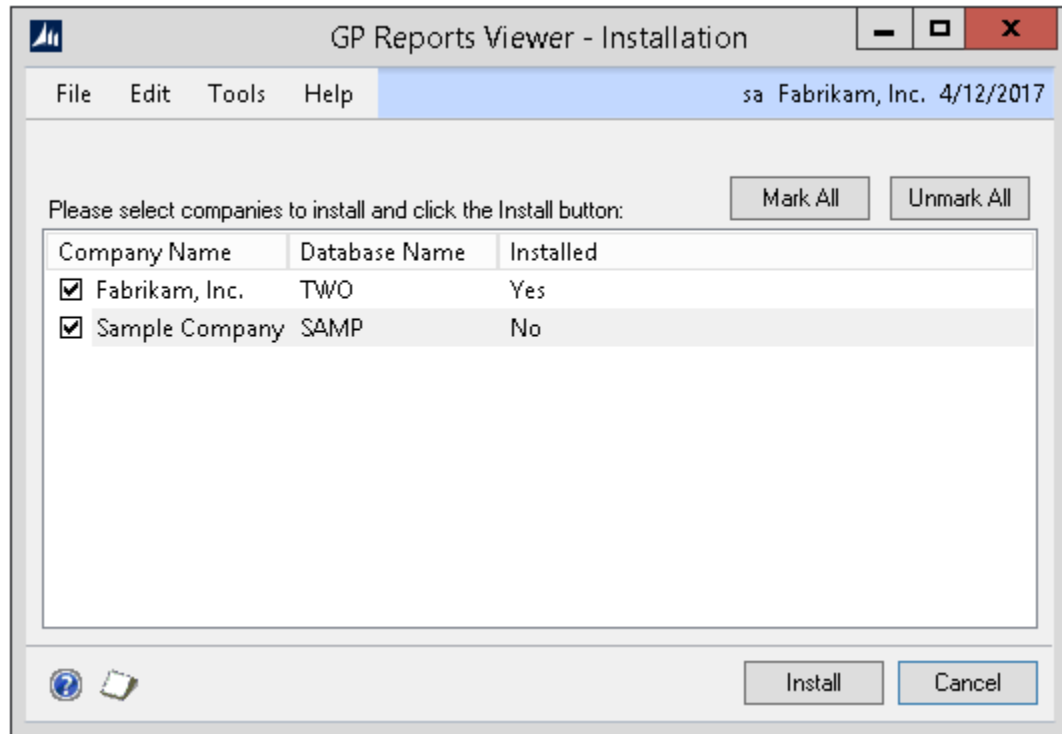 GP Reports Viewer - Installation
File Edit Tools Help sa Fabrikam, Inc. 4/12/2017
Mark All Unmark All
Please select companies to install and click the Install button:
Company Name Database Name Installed
Fabrikam, Inc. TWO Yes
Sample Company SAMP No
Install Cancel